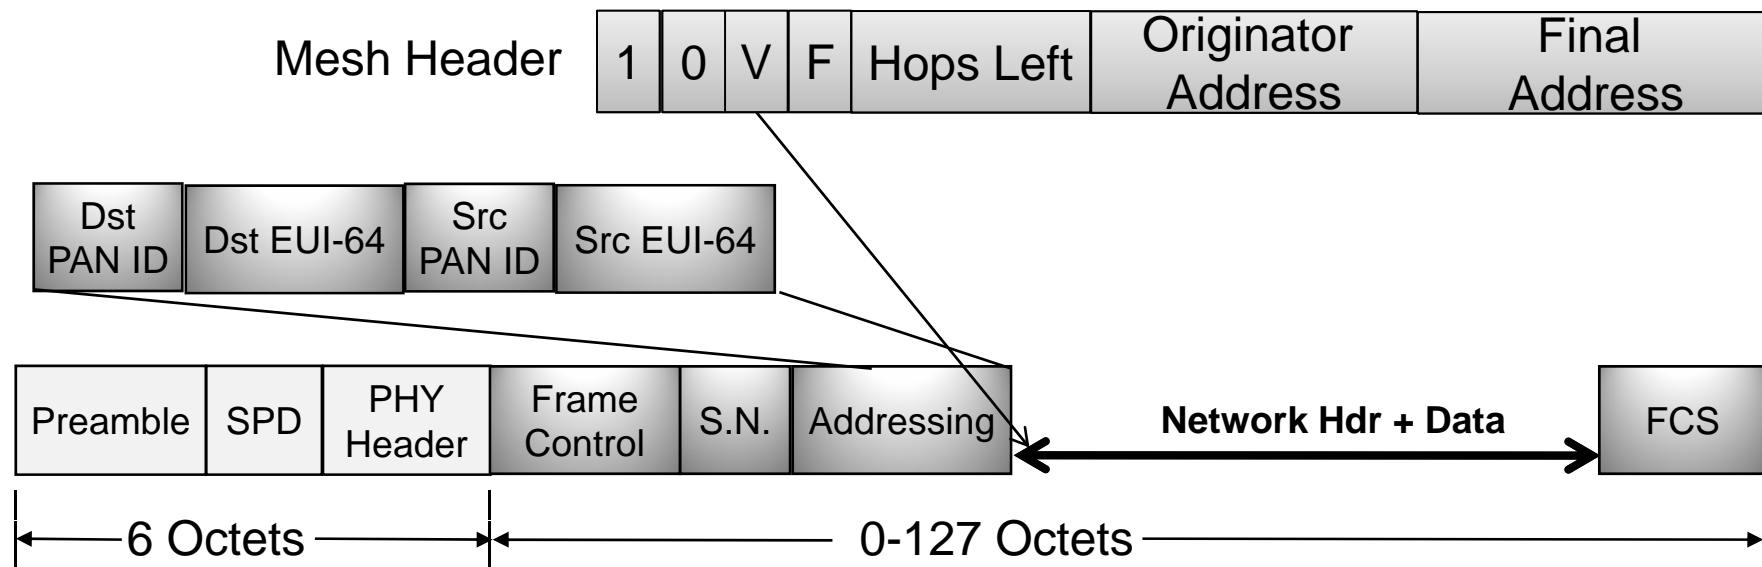 Mesh Header
1 0 V F Hops Left
Originator
Address
Final
Address
Dst
PAN ID
Dst EUI-64
Src
PAN ID
Src EUI-64
Preamble
SPD
PHY
Header
Frame
Control
S.N.
Addressing
Network Hdr + Data
FCS
6 Octets
0-127 Octets